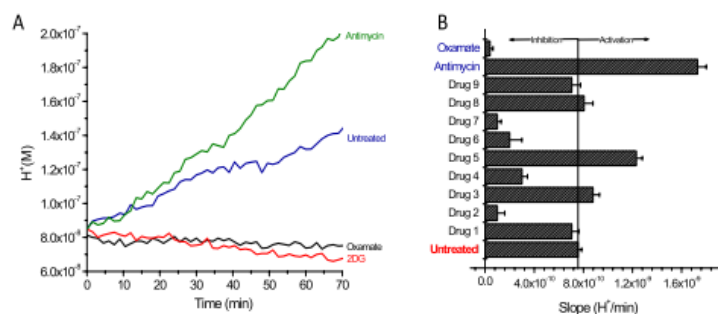 A
2.0x10⁻⁷
1.8x10⁻⁷
1.6x10⁻⁷
1.4x10⁻⁷
1.2x10⁻⁷
1.0x10⁻⁷
8.0x10⁻⁸
6.0x10⁻⁸
H⁺(M)
Antimycin
Untreated
Oxamate
2DG
0 10 20 30 40 50 60 70
Time (min)
B
Inhibition Activation
Oxamate
Antimycin
Drug 9
Drug 8
Drug 7
Drug 6
Drug 5
Drug 4
Drug 3
Drug 2
Drug 1
Untreated
0.0 4.0x10⁻¹⁰ 8.0x10⁻¹⁰ 1.2x10⁻⁹ 1.6x10⁻⁹
Slope (H⁺/min)